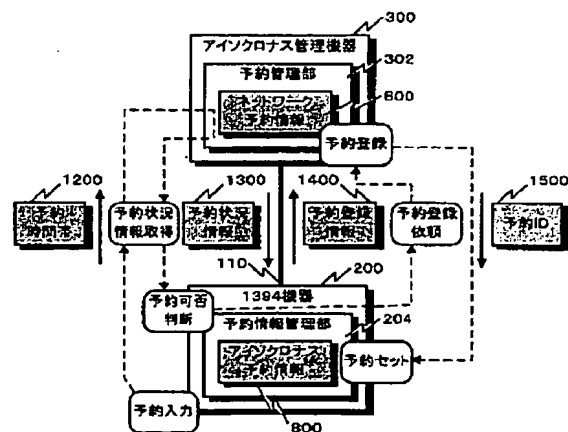 300
アイソクロナス管理機器
302
予約管理部
ネットワーク
予約情報
600
予約登録
1200
予約
時間帯
予約状況
情報取得
1300
予約状況
情報
1400
予約登録
情報
予約登録
依頼
1500
予約ID
110
200
1394機器
予約可否
判断
予約情報管理部
204
アイソクロナス
予約情報
予約セット
予約入力
800